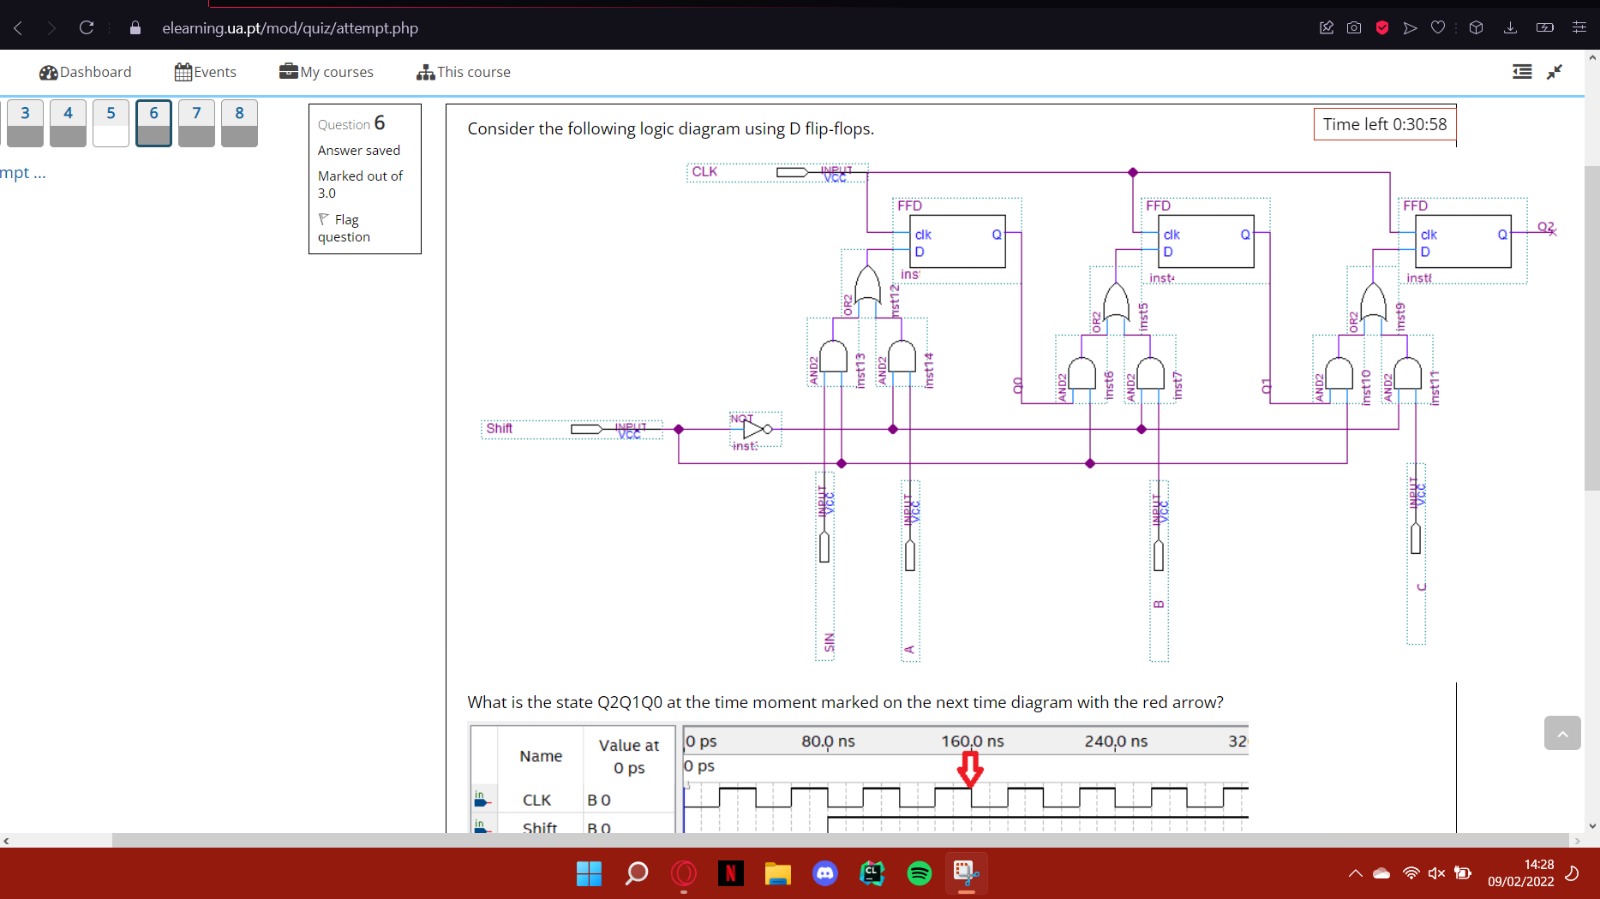 elearning.ua.pt/mod/quiz/attempt.php
Dashboard
Events
My courses
This course
3
4
5
6
7
8
mpt ...
Question 6
Answer saved
Marked out of
3.0
Flag
question
Time left 0:30:58
Consider the following logic diagram using D flip-flops.
CLK
INPUT
VCC
FFD
clk
D
Q
ins
FFD
clk
D
Q
inst
FFD
clk
D
Q
inst
Q2
OR2
inst12
OR2
inst5
OR2
inst9
AND2
inst13
AND2
inst14
Q0
AND2
inst6
AND2
inst7
Q1
AND2
inst10
AND2
inst11
Shift
INPUT
VCC
NOT
inst
INPUT
VCC
SIN
INPUT
VCC
A
INPUT
VCC
B
INPUT
VCC
C
What is the state Q2Q1Q0 at the time moment marked on the next time diagram with the red arrow?
Name
Value at
0 ps
0 ps
80.0 ns
160.0 ns
240.0 ns
32
0 ps
in
CLK
B 0
in
Shift
B 0
N
CL
14:28
09/02/2022